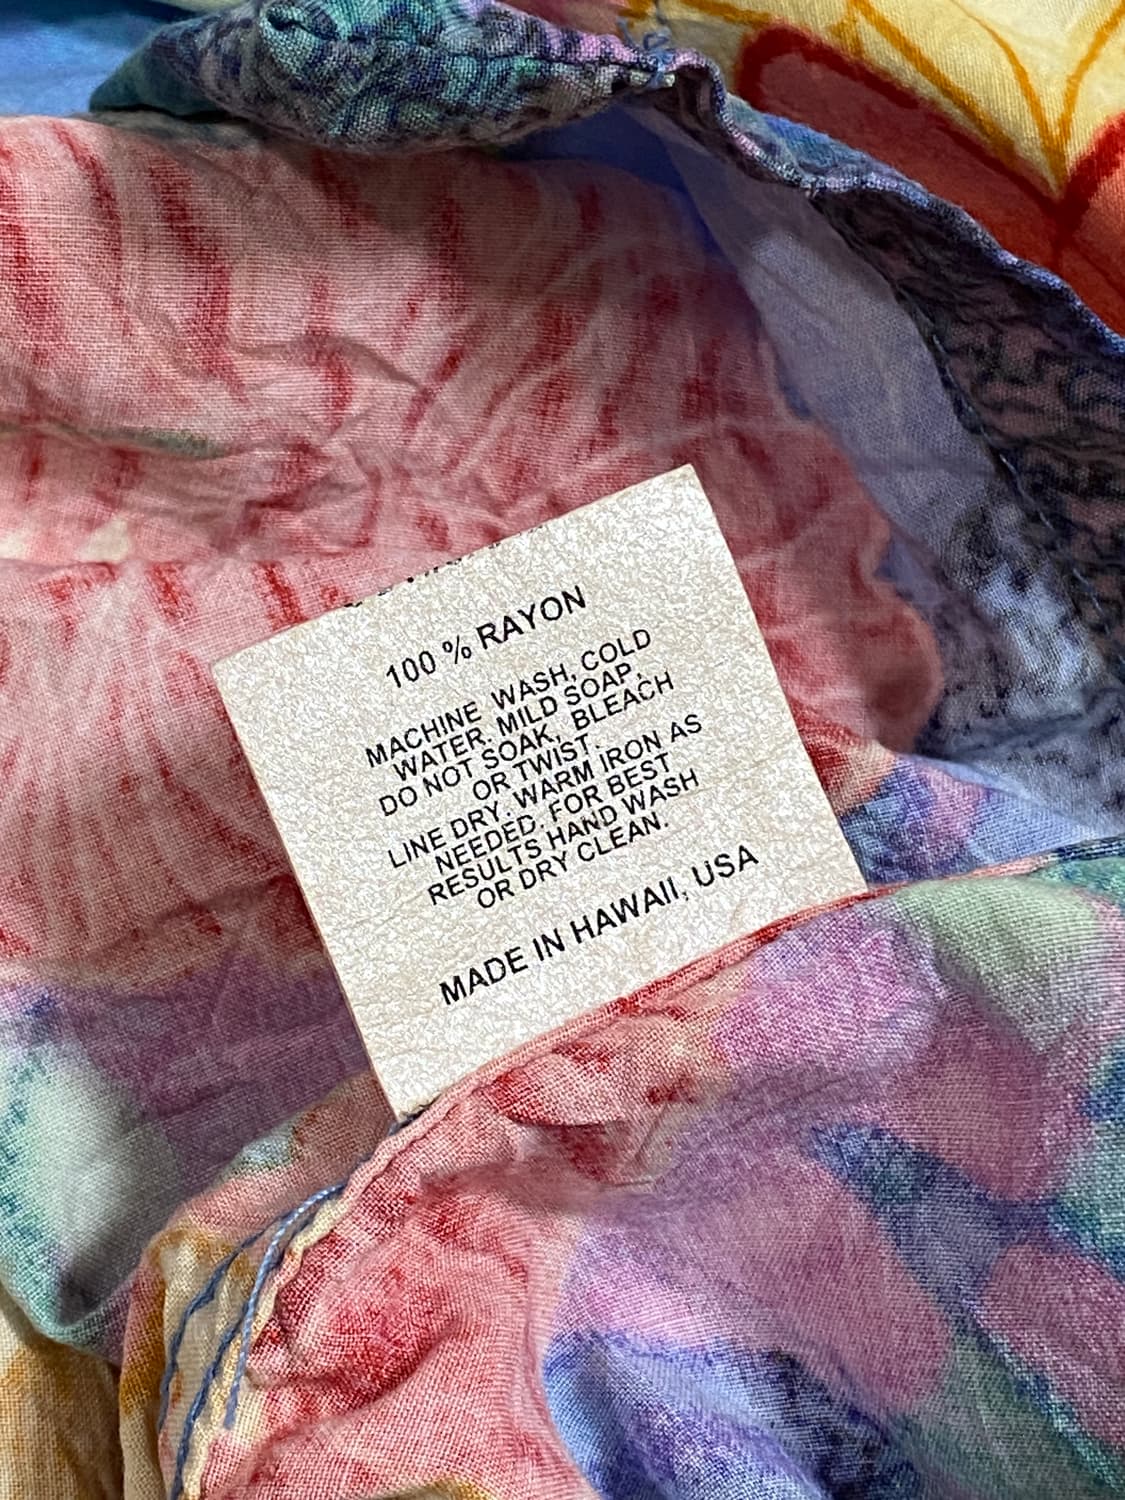 100 % RAYON
MACHINE WASH, COLD
WATER, MILD SOAP,
DO NOT SOAK, BLEACH
OR TWIST.
LINE DRY. WARM IRON AS
NEEDED. FOR BEST
RESULTS HAND WASH
OR DRY CLEAN.
MADE IN HAWAII, USA